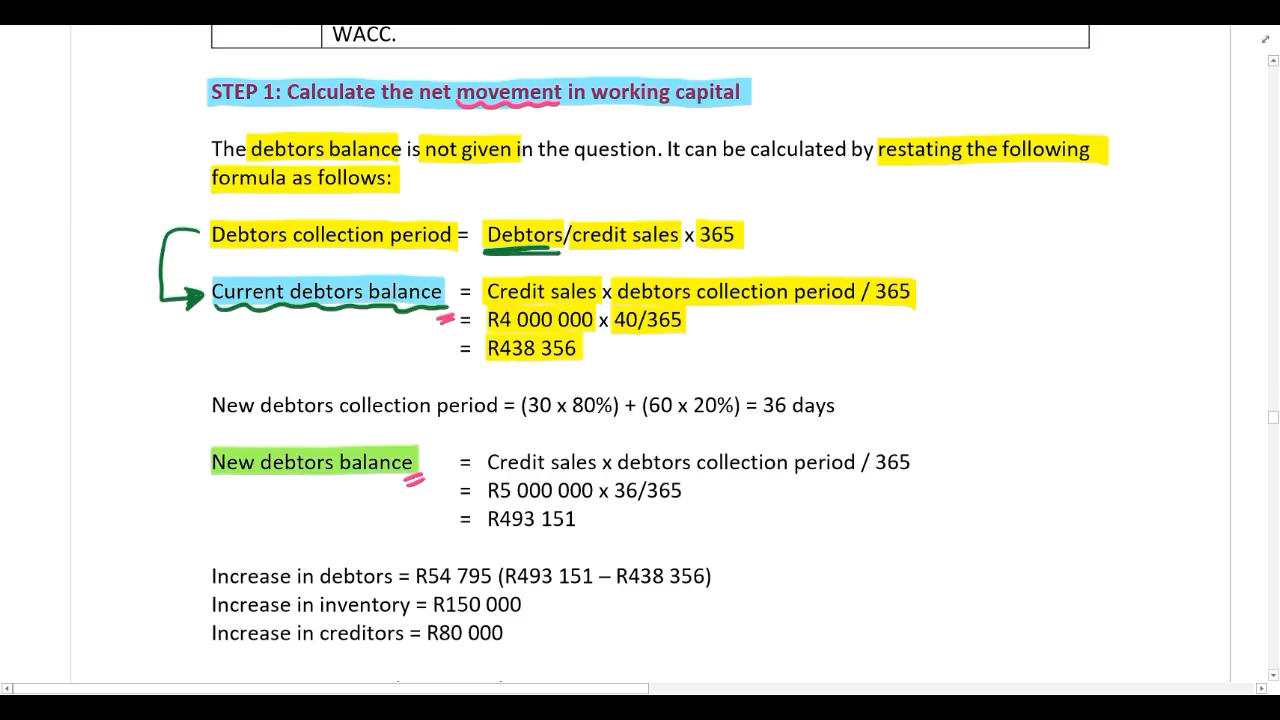 WACC.
STEP 1: Calculate the net movement in working capital
The debtors balance is not given in the question. It can be calculated by restating the following
formula as follows:
Debtors collection period = Debtors/credit sales x 365
Current debtors balance = Credit sales x debtors collection period / 365
= R4 000 000 x 40/365
= R438 356
New debtors collection period = (30 x 80%) + (60 x 20%) = 36 days
New debtors balance = Credit sales x debtors collection period / 365
= R5 000 000 x 36/365
= R493 151
Increase in debtors = R54 795 (R493 151 – R438 356)
Increase in inventory = R150 000
Increase in creditors = R80 000